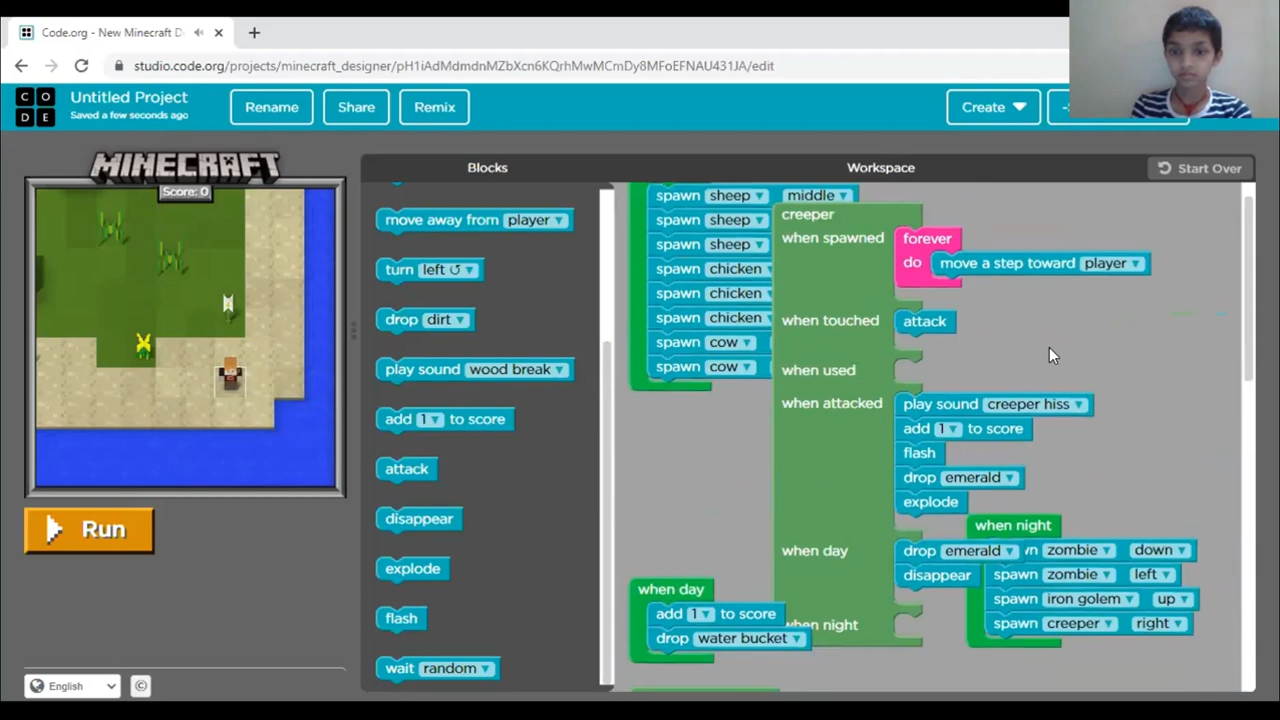 Code.org - New Minecraft D
studio.code.org/projects/minecraft_designer/pH1iAdMdmdnMZbXcn6KQrhMwMCmDy8MFoEFNAU431JA/edit
C O D E
Untitled Project
Saved a few seconds ago
Rename
Share
Remix
Create
MINECRAFT
Score: 0
Run
English
©
Blocks
move away from player
turn left
drop dirt
play sound wood break
add 1 to score
attack
disappear
explode
flash
wait random
Workspace
Start Over
spawn sheep middle
spawn sheep
spawn sheep
spawn chicken
spawn chicken
spawn chicken
spawn cow
spawn cow
creeper
when spawned
forever
do move a step toward player
when touched attack
when used
when attacked play sound creeper hiss
add 1 to score
flash
drop emerald
explode
when day drop emerald
disappear
when night
when night
zombie down
spawn zombie left
spawn iron golem up
spawn creeper right
when day
add 1 to score
drop water bucket